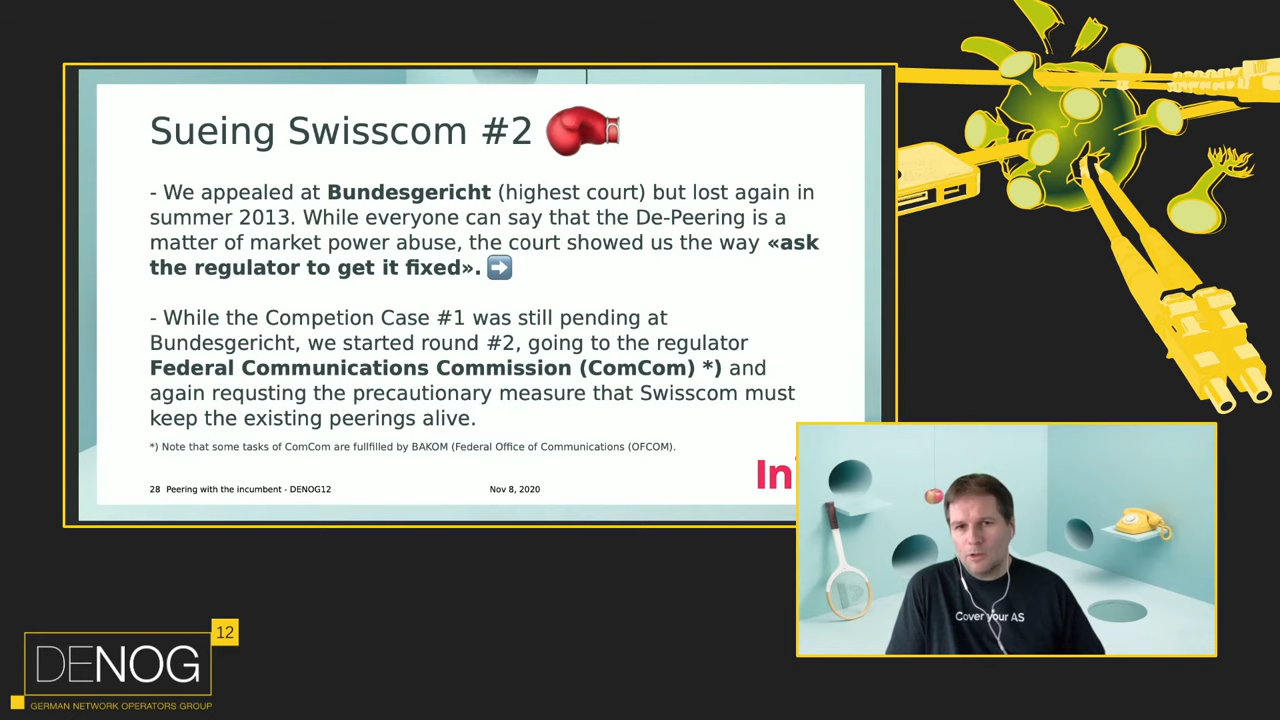 Sueing Swisscom #2
- We appealed at Bundesgericht (highest court) but lost again in
summer 2013. While everyone can say that the De-Peering is a
matter of market power abuse, the court showed us the way «ask
the regulator to get it fixed».
- While the Competion Case #1 was still pending at
Bundesgericht, we started round #2, going to the regulator
Federal Communications Commission (ComCom) *) and
again requsting the precautionary measure that Swisscom must
keep the existing peerings alive.
*) Note that some tasks of ComCom are fullfilled by BAKOM (Federal Office of Communications (OFCOM).
28 Peering with the incumbent - DENOG12
Nov 8, 2020
In
Cover your AS
12
DENOG
GERMAN NETWORK OPERATORS GROUP